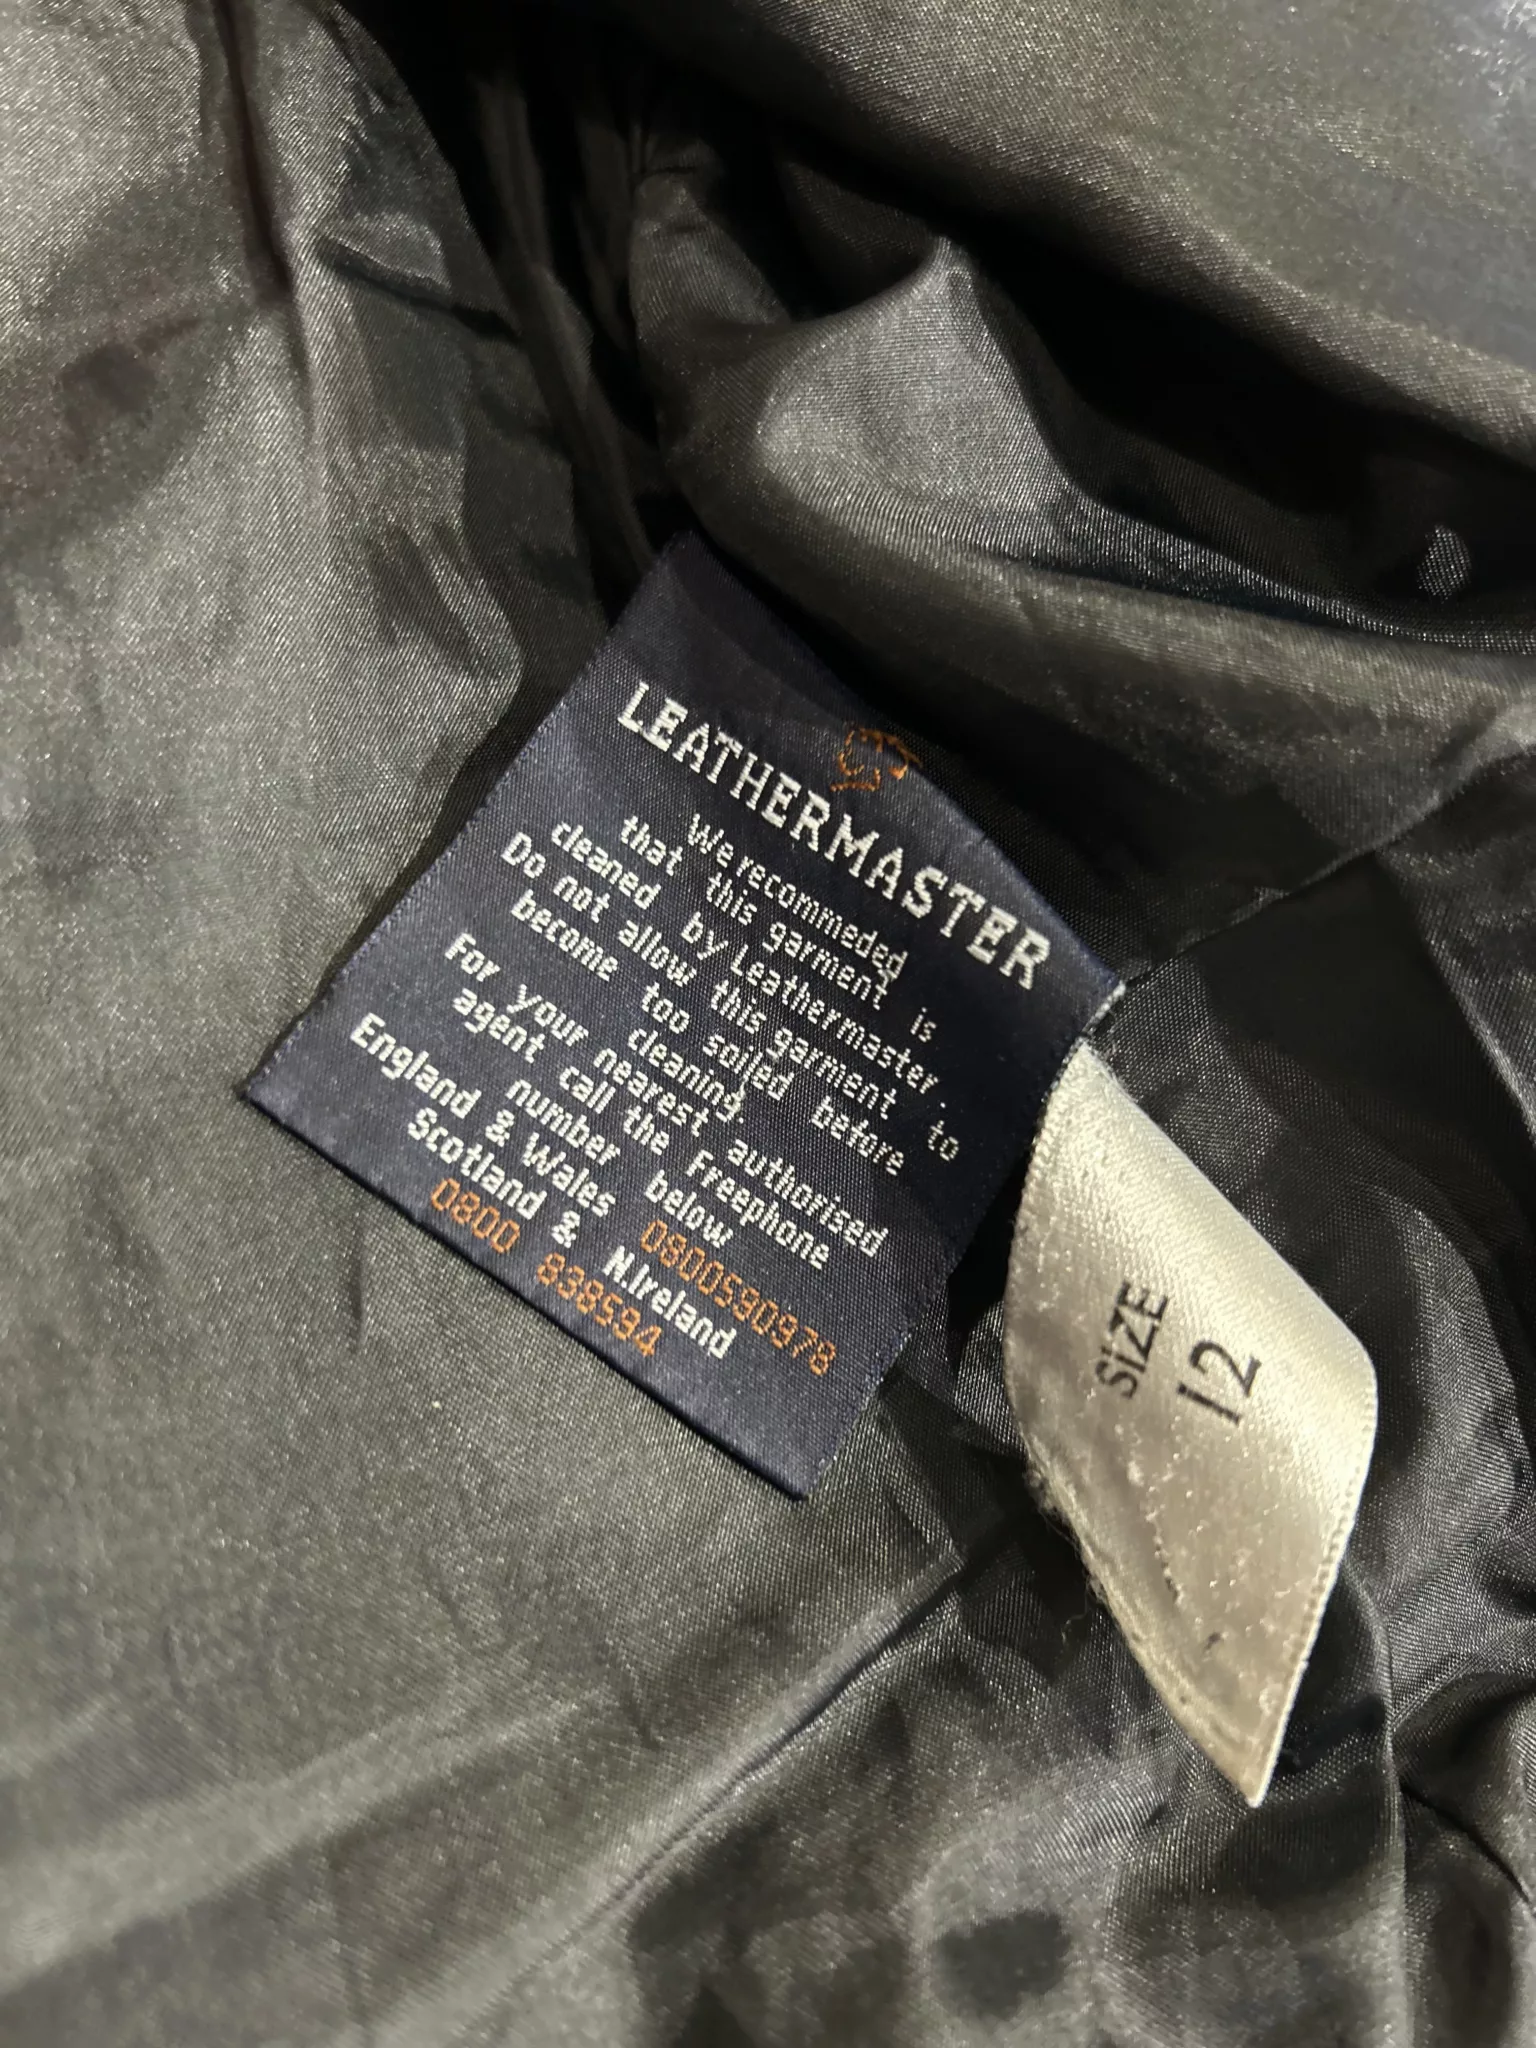 LEATHERMASTER
We recommeded
that this garment is
cleaned by Leathermaster.
Do not allow this garment to
become too soiled before
cleaning.
For your nearest authorised
agent call the Freephone
number below
England & Wales 0800590978
Scotland & N.Ireland
0800 838594
SIZE
12